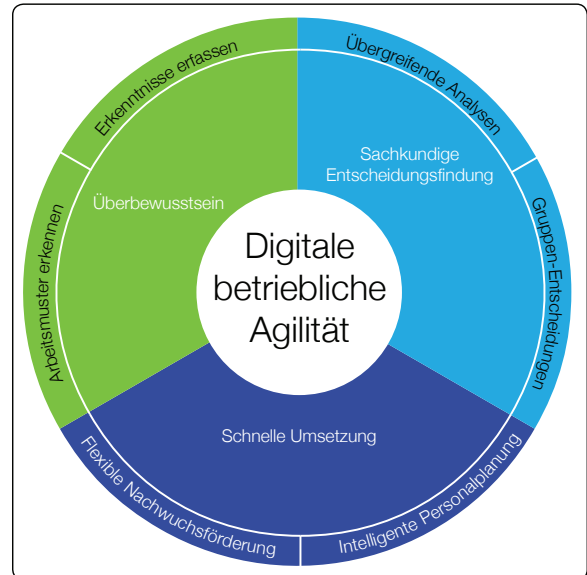 Erkenntnisse erfassen
Übergreifende Analysen
Sachkundige
Entscheidungsfindung
Überbewusstsein
Arbeitsmuster erkennen
Gruppen-Entscheidungen
Digitale
betriebliche
Agilität
Schnelle Umsetzung
Flexible Nachwuchsförderung
Intelligente Personalplanung